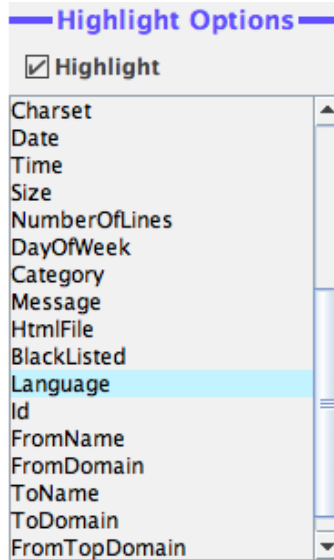 Highlight Options
Highlight
Charset
Date
Time
Size
NumberOfLines
DayOfWeek
Category
Message
HtmlFile
BlackListed
Language
Id
FromName
FromDomain
ToName
ToDomain
FromTopDomain